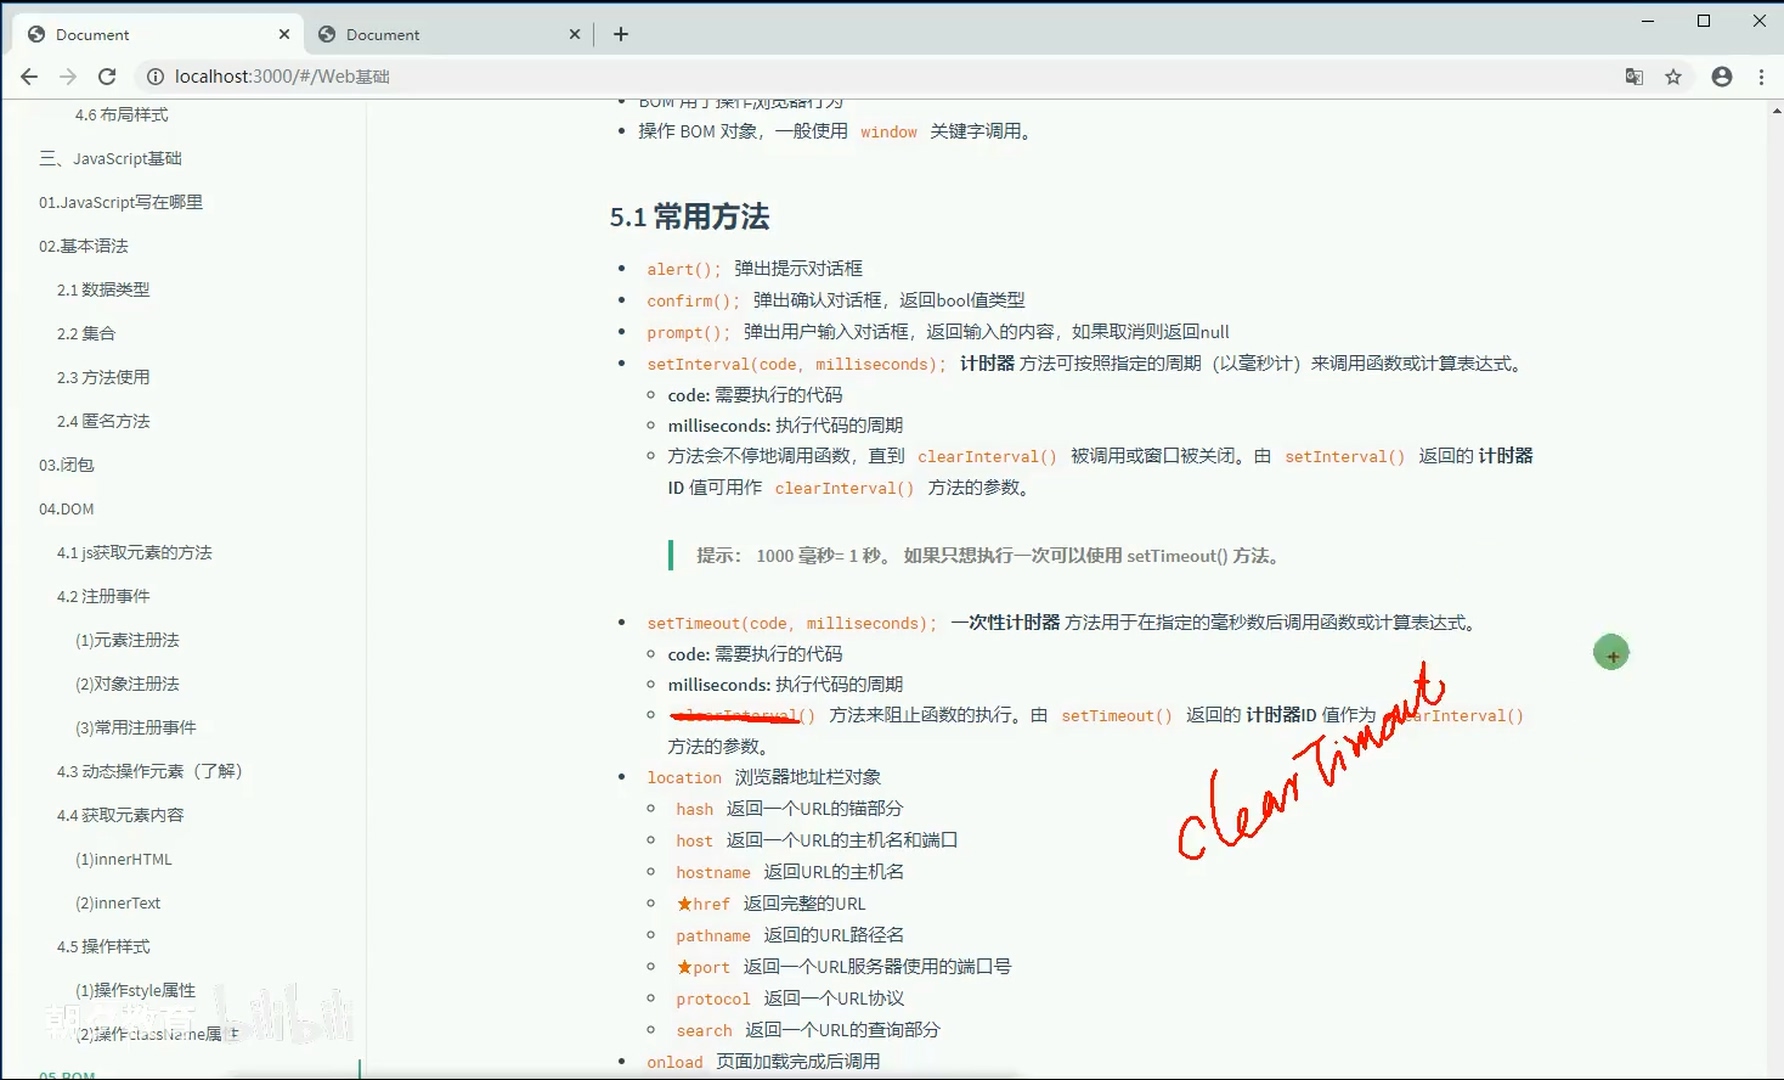 Document
Document
localhost:3000/#/Web基础
4.6 布局样式
三、JavaScript基础
01.JavaScript写在哪里
02.基本语法
2.1 数据类型
2.2 集合
2.3 方法使用
2.4 匿名方法
03.闭包
04.DOM
4.1 js获取元素的方法
4.2 注册事件
(1)元素注册法
(2)对象注册法
(3)常用注册事件
4.3 动态操作元素（了解）
4.4 获取元素内容
(1)innerHTML
(2)innerText
4.5 操作样式
(1)操作style属性
(2)操作className属性
05.BOM
朝夕教育 bilibili
BOM 用于操作浏览器行为
操作 BOM 对象，一般使用 window 关键字调用。
5.1 常用方法
alert(); 弹出提示对话框
confirm(); 弹出确认对话框，返回bool值类型
prompt(); 弹出用户输入对话框，返回输入的内容，如果取消则返回null
setInterval(code, milliseconds); 计时器 方法可按照指定的周期（以毫秒计）来调用函数或计算表达式。
code: 需要执行的代码
milliseconds: 执行代码的周期
方法会不停地调用函数，直到 clearInterval() 被调用或窗口被关闭。由 setInterval() 返回的 计时器
ID 值可用作 clearInterval() 方法的参数。
提示： 1000 毫秒= 1 秒。 如果只想执行一次可以使用 setTimeout() 方法。
setTimeout(code, milliseconds); 一次性计时器 方法用于在指定的毫秒数后调用函数或计算表达式。
code: 需要执行的代码
milliseconds: 执行代码的周期
clearInterval() 方法来阻止函数的执行。由 setTimeout() 返回的 计时器ID 值作为 clearInterval()
方法的参数。
clearTimeout
location 浏览器地址栏对象
hash 返回一个URL的锚部分
host 返回一个URL的主机名和端口
hostname 返回URL的主机名
★href 返回完整的URL
pathname 返回的URL路径名
★port 返回一个URL服务器使用的端口号
protocol 返回一个URL协议
search 返回一个URL的查询部分
onload 页面加载完成后调用